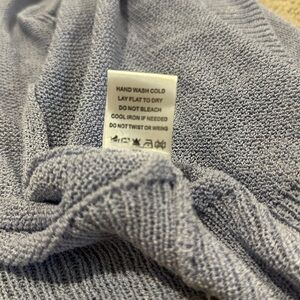 HAND WASH COLD
LAY FLAT TO DRY
DO NOT BLEACH
COOL IRON IF NEEDED
DO NOT TWIST OR WRING